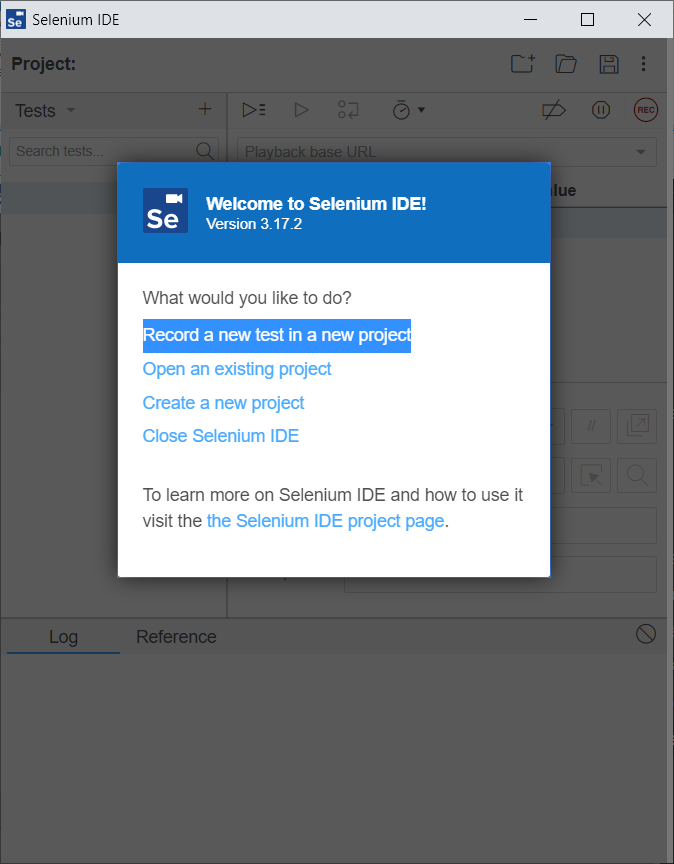 Se Selenium IDE
Project:
Tests
REC
Search tests...
Playback base URL
alue
Se
Welcome to Selenium IDE!
Version 3.17.2
What would you like to do?
Record a new test in a new project
Open an existing project
Create a new project
Close Selenium IDE
//
To learn more on Selenium IDE and how to use it
visit the the Selenium IDE project page.
Log Reference